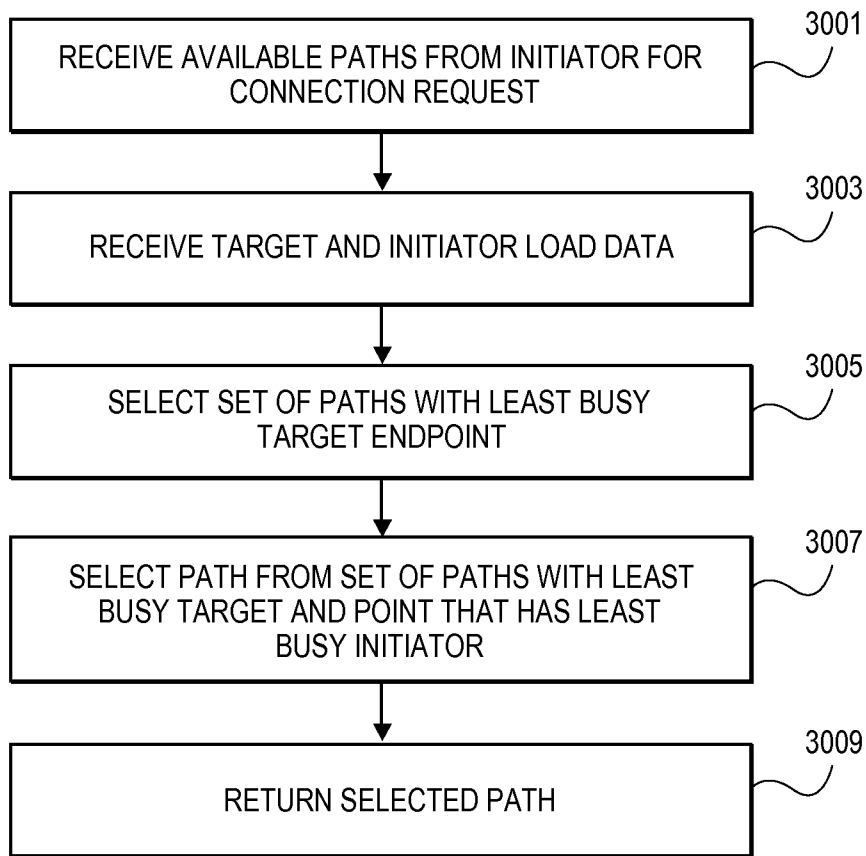 3001
RECEIVE AVAILABLE PATHS FROM INITIATOR FOR
CONNECTION REQUEST
3003
RECEIVE TARGET AND INITIATOR LOAD DATA
3005
SELECT SET OF PATHS WITH LEAST BUSY
TARGET ENDPOINT
3007
SELECT PATH FROM SET OF PATHS WITH LEAST
BUSY TARGET AND POINT THAT HAS LEAST
BUSY INITIATOR
3009
RETURN SELECTED PATH